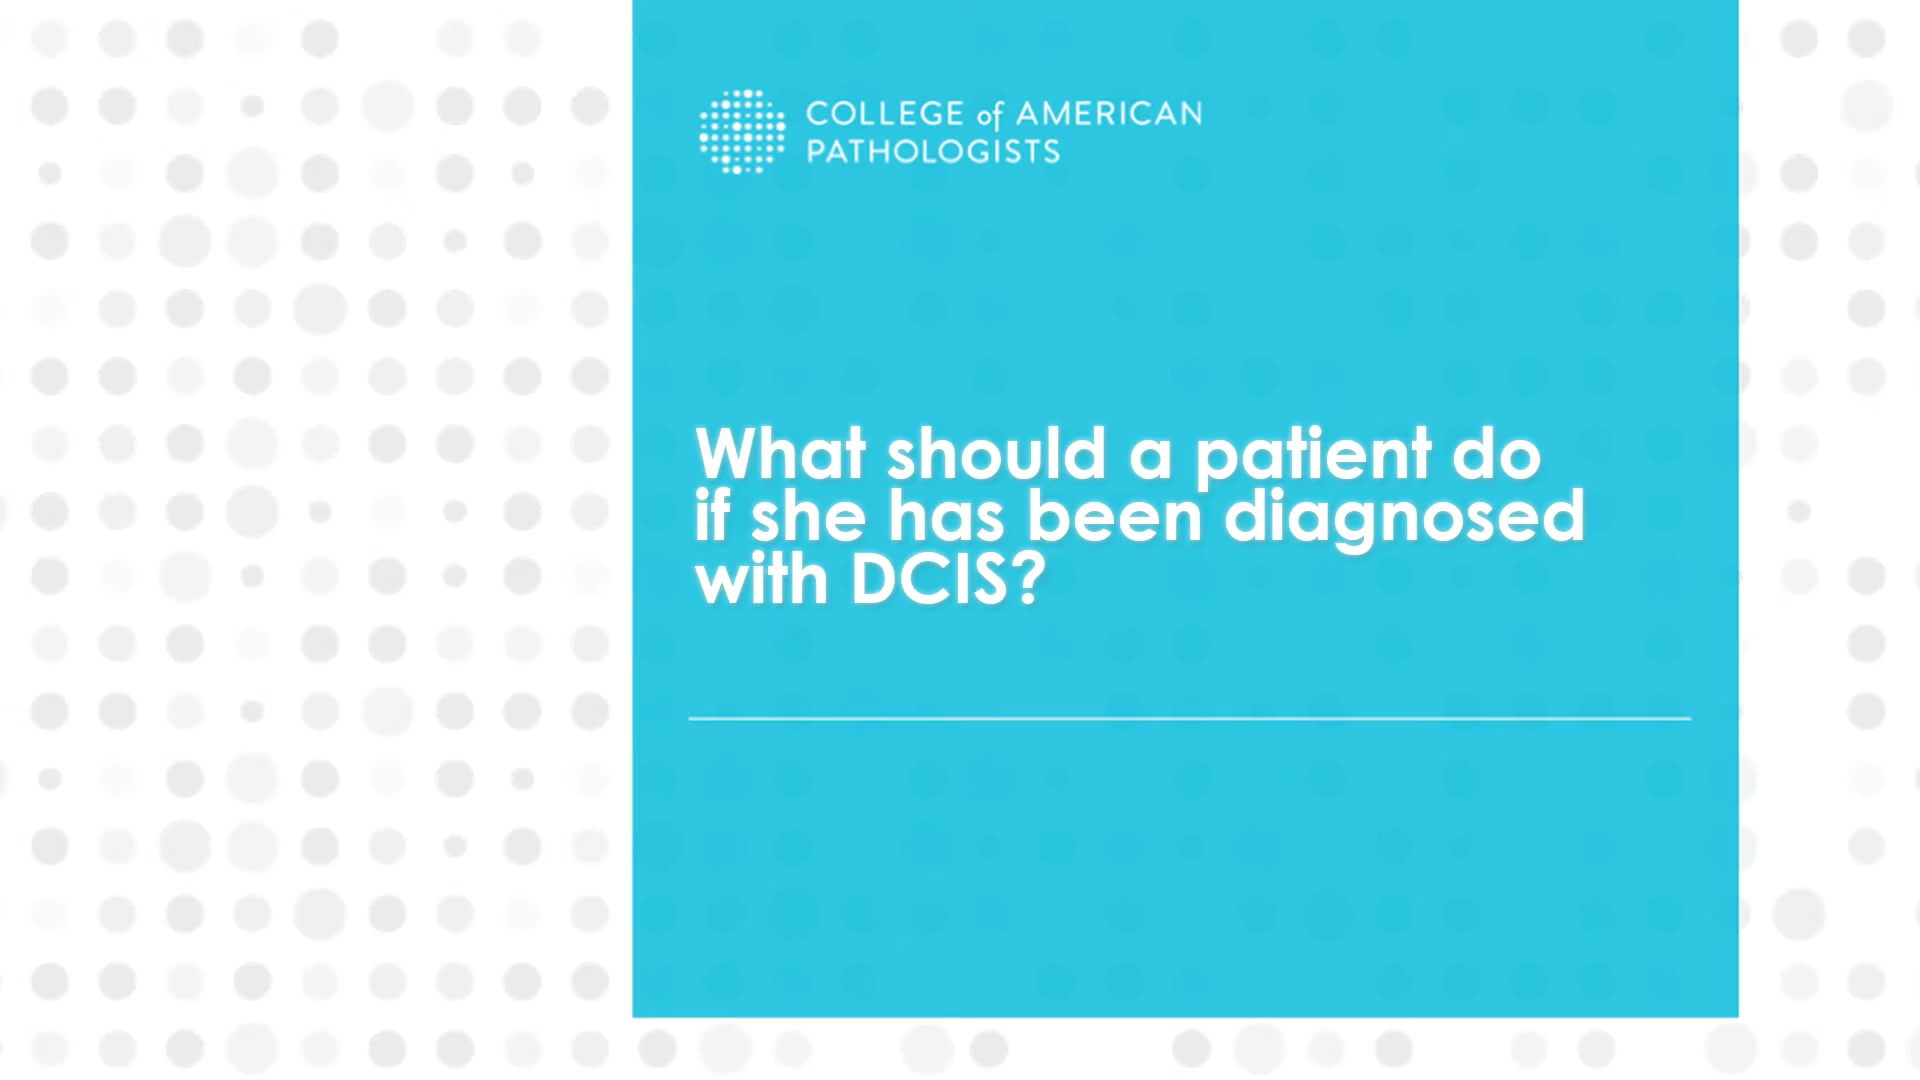 COLLEGE of AMERICAN
PATHOLOGISTS
What should a patient do
if she has been diagnosed
with DCIS?